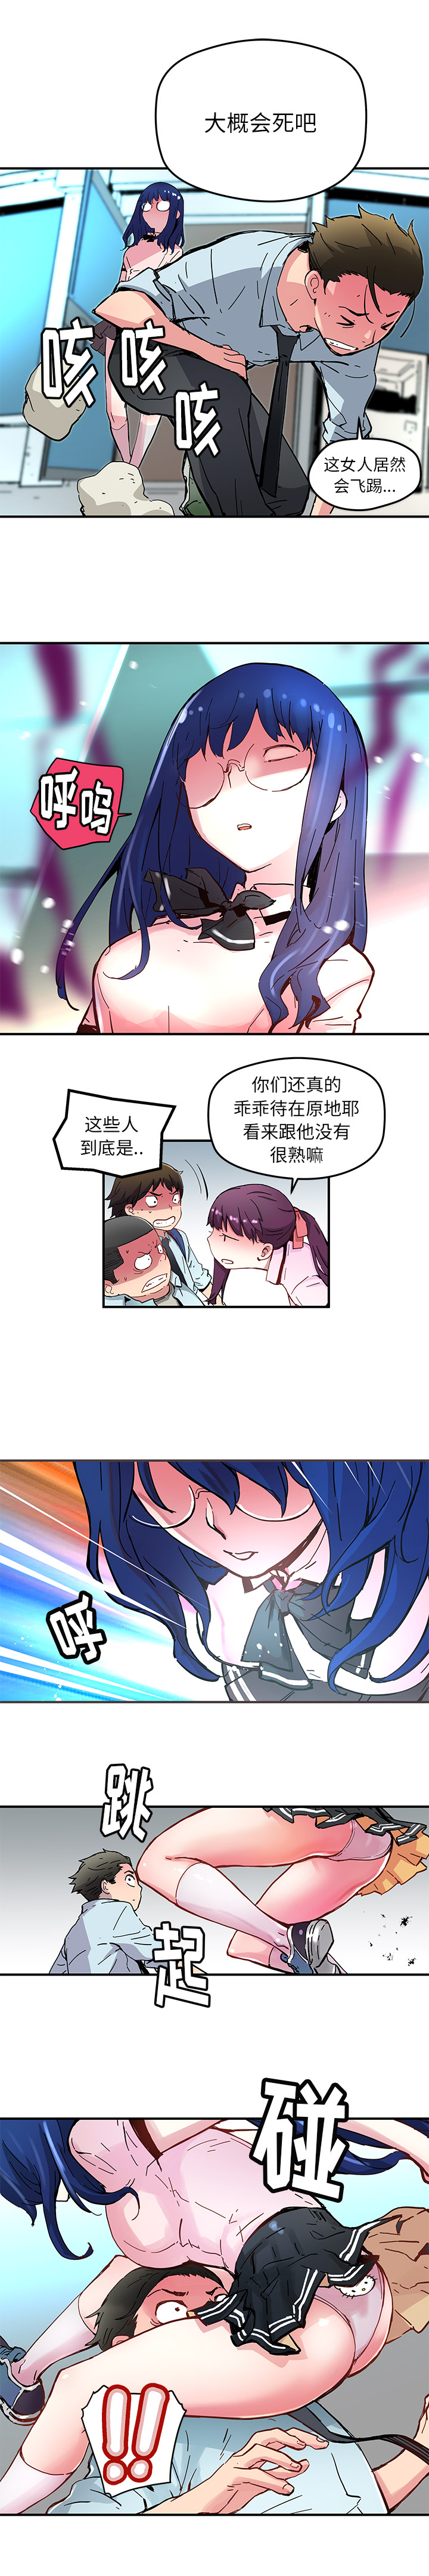 大概会死吧
咳
咳
咳
这女人居然
会飞踢...
呼呜
你们还真的
乖乖待在原地耶
看来跟他没有
很熟嘛
这些人
到底是..
跳
起
碰
!!